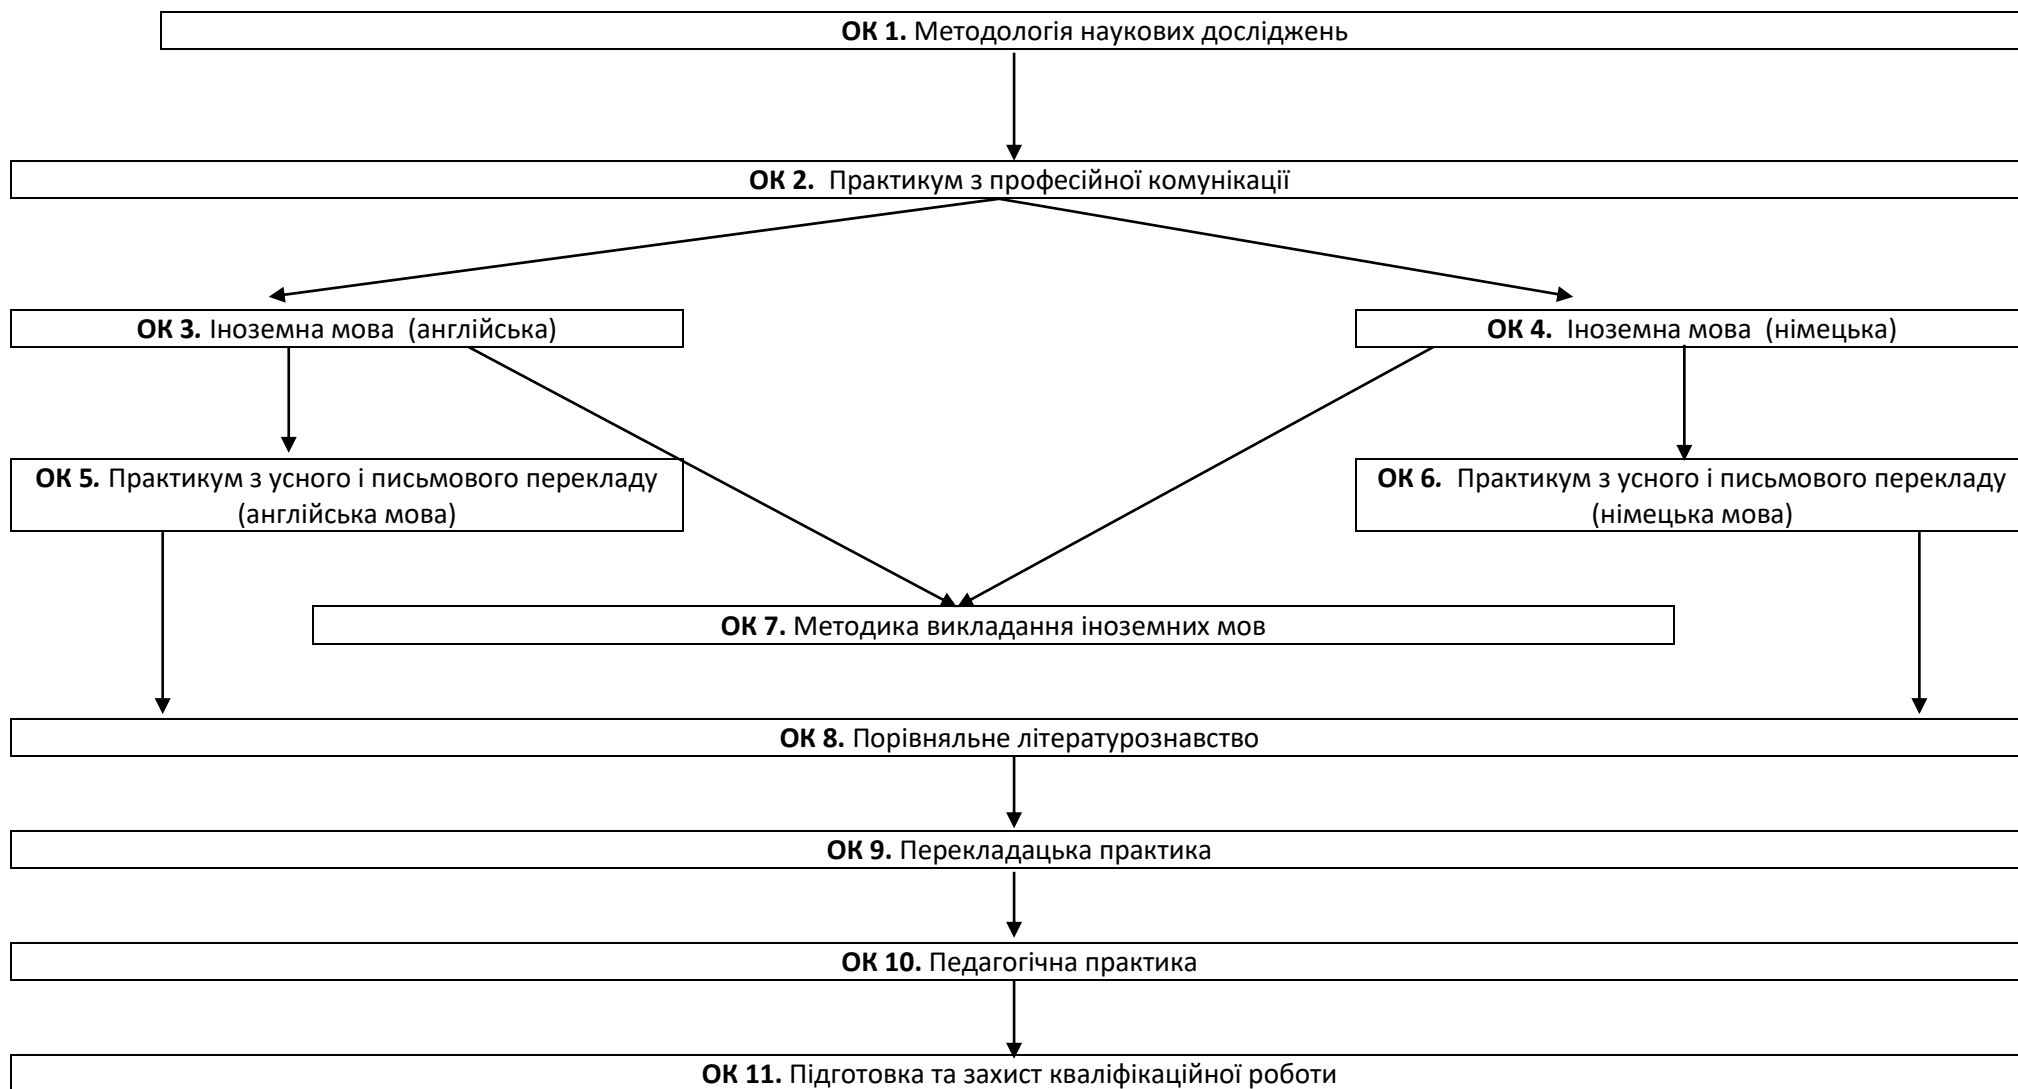 ОК 1. Методологія наукових досліджень
ОК 2. Практикум з професійної комунікації
ОК 3. Іноземна мова (англійська)
ОК 4. Іноземна мова (німецька)
ОК 5. Практикум з усного і письмового перекладу
(англійська мова)
ОК 6. Практикум з усного і письмового перекладу
(німецька мова)
ОК 7. Методика викладання іноземних мов
ОК 8. Порівняльне літературознавство
ОК 9. Перекладацька практика
ОК 10. Педагогічна практика
ОК 11. Підготовка та захист кваліфікаційної роботи